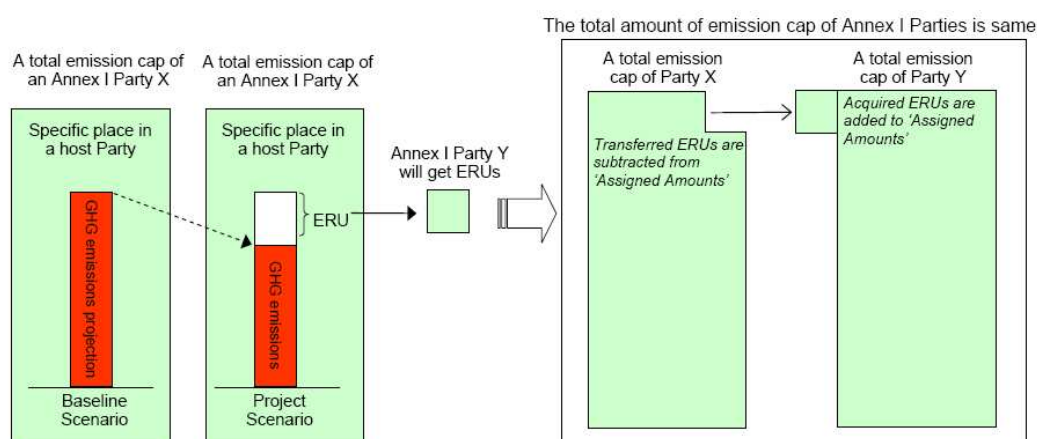 The total amount of emission cap of Annex I Parties is same
A total emission cap of
an Annex I Party X
A total emission cap of
an Annex I Party X
Specific place in
a host Party
GHG emissions projection
Baseline
Scenario
Specific place in
a host Party
ERU
GHG emissions
Project
Scenario
Annex I Party Y
will get ERUs
A total emission
cap of Party X
Transferred ERUs are
subtracted from
‘Assigned Amounts’
A total emission
cap of Party Y
Acquired ERUs are
added to ‘Assigned
Amounts’